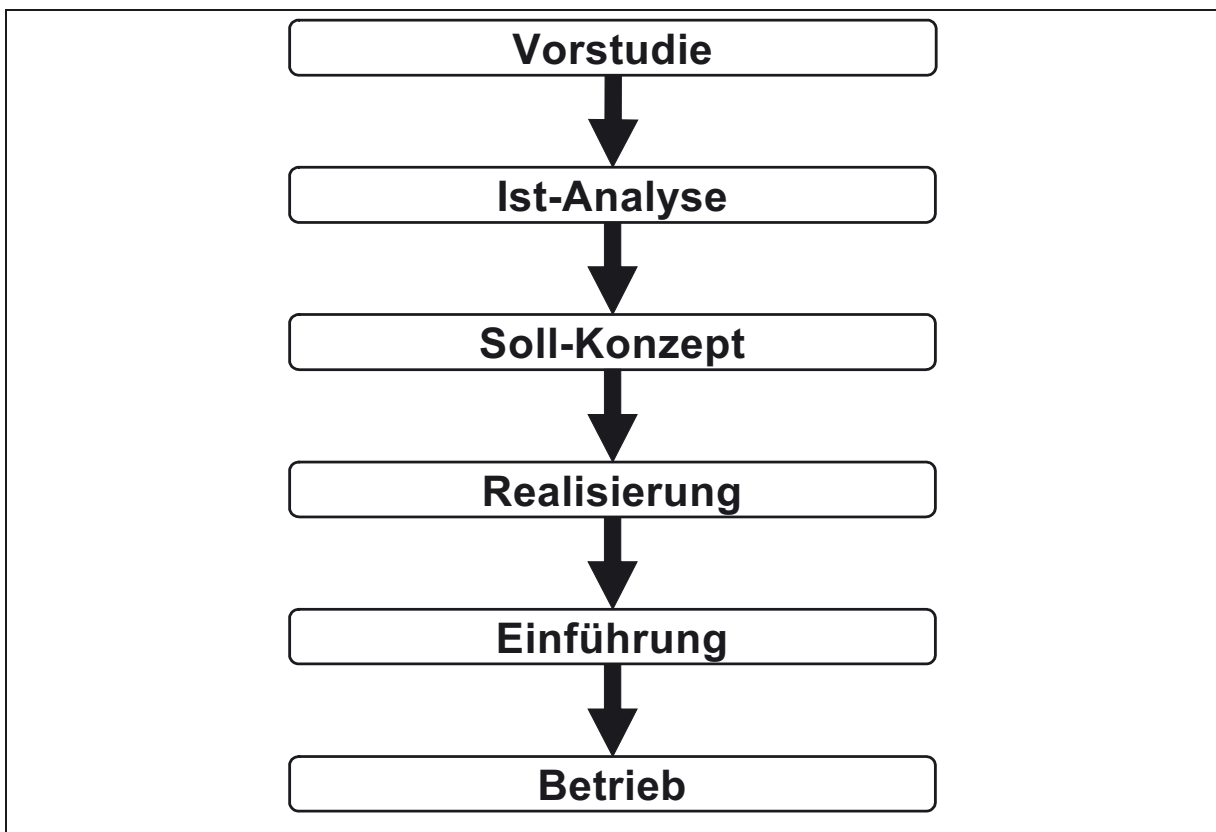 Vorstudie
Ist-Analyse
Soll-Konzept
Realisierung
Einführung
Betrieb